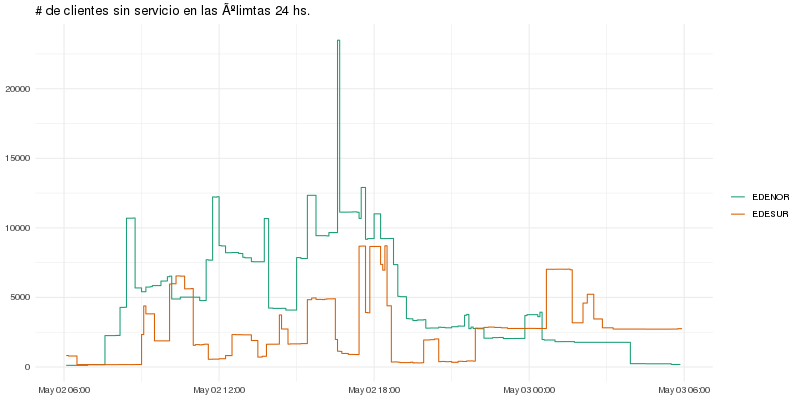 # de clientes sin servicio en las Ãºlimtas 24 hs.
20000
15000
10000
5000
0
May 02 06:00
May 02 12:00
May 02 18:00
May 03 00:00
May 03 06:00
EDENOR
EDESUR